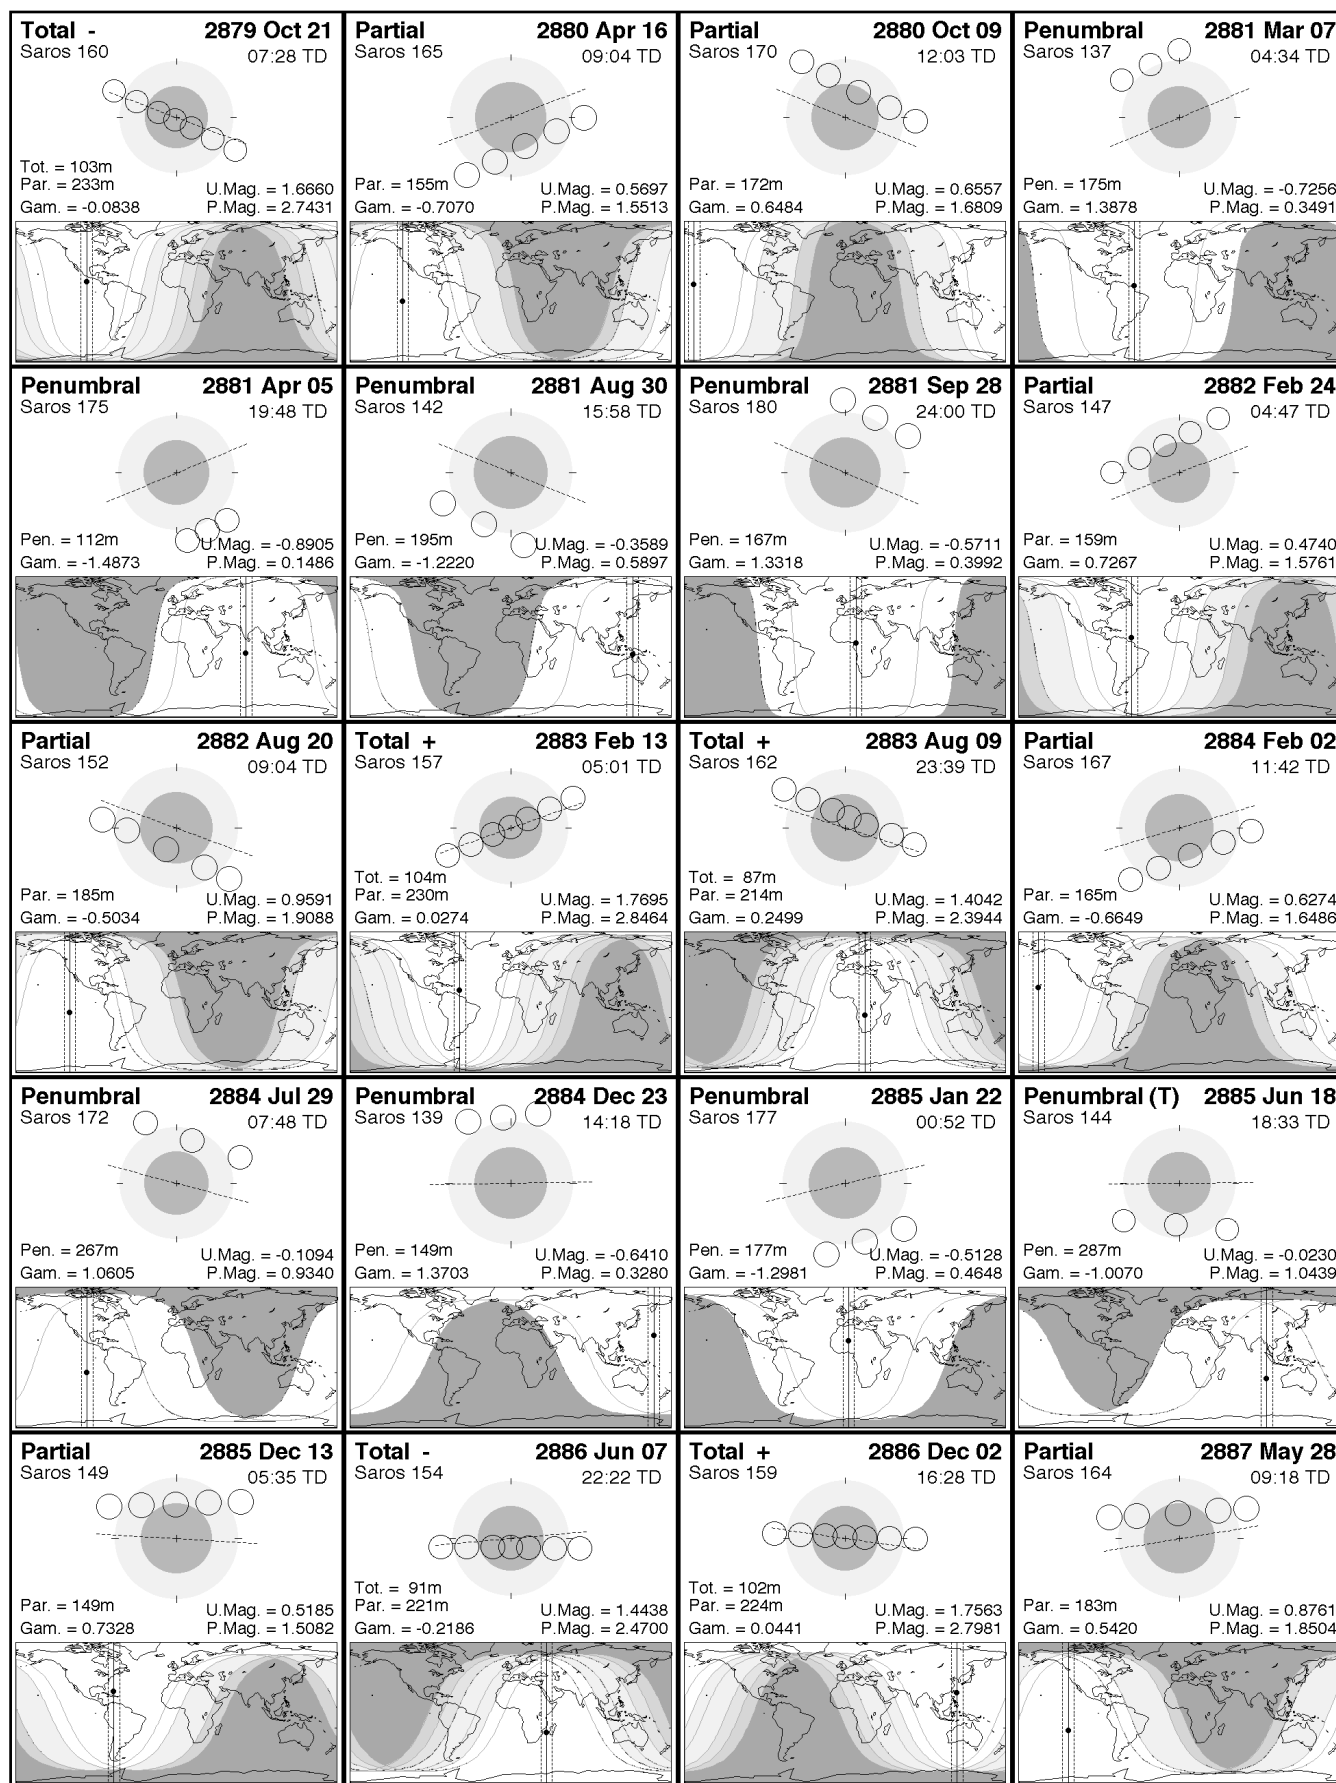 Total - 2879 Oct 21
Saros 160 07:28 TD
Tot. = 103m
Par. = 233m U.Mag. = 1.6660
Gam. = -0.0838 P.Mag. = 2.7431
Partial 2880 Apr 16
Saros 165 09:04 TD
Par. = 155m U.Mag. = 0.5697
Gam. = -0.7070 P.Mag. = 1.5513
Partial 2880 Oct 09
Saros 170 12:03 TD
Par. = 172m U.Mag. = 0.6557
Gam. = 0.6484 P.Mag. = 1.6809
Penumbral 2881 Mar 07
Saros 137 04:34 TD
Pen. = 175m U.Mag. = -0.7256
Gam. = 1.3878 P.Mag. = 0.3491
Penumbral 2881 Apr 05
Saros 175 19:48 TD
Pen. = 112m U.Mag. = -0.8905
Gam. = -1.4873 P.Mag. = 0.1486
Penumbral 2881 Aug 30
Saros 142 15:58 TD
Pen. = 195m U.Mag. = -0.3589
Gam. = -1.2220 P.Mag. = 0.5897
Penumbral 2881 Sep 28
Saros 180 24:00 TD
Pen. = 167m U.Mag. = -0.5711
Gam. = 1.3318 P.Mag. = 0.3992
Partial 2882 Feb 24
Saros 147 04:47 TD
Par. = 159m U.Mag. = 0.4740
Gam. = 0.7267 P.Mag. = 1.5761
Partial 2882 Aug 20
Saros 152 09:04 TD
Par. = 185m U.Mag. = 0.9591
Gam. = -0.5034 P.Mag. = 1.9088
Total + 2883 Feb 13
Saros 157 05:01 TD
Tot. = 104m
Par. = 230m U.Mag. = 1.7695
Gam. = 0.0274 P.Mag. = 2.8464
Total + 2883 Aug 09
Saros 162 23:39 TD
Tot. = 87m
Par. = 214m U.Mag. = 1.4042
Gam. = 0.2499 P.Mag. = 2.3944
Partial 2884 Feb 02
Saros 167 11:42 TD
Par. = 165m U.Mag. = 0.6274
Gam. = -0.6649 P.Mag. = 1.6486
Penumbral 2884 Jul 29
Saros 172 07:48 TD
Pen. = 267m U.Mag. = -0.1094
Gam. = 1.0605 P.Mag. = 0.9340
Penumbral 2884 Dec 23
Saros 139 14:18 TD
Pen. = 149m U.Mag. = -0.6410
Gam. = 1.3703 P.Mag. = 0.3280
Penumbral 2885 Jan 22
Saros 177 00:52 TD
Pen. = 177m U.Mag. = -0.5128
Gam. = -1.2981 P.Mag. = 0.4648
Penumbral (T) 2885 Jun 18
Saros 144 18:33 TD
Pen. = 287m U.Mag. = -0.0230
Gam. = -1.0070 P.Mag. = 1.0439
Partial 2885 Dec 13
Saros 149 05:35 TD
Par. = 149m U.Mag. = 0.5185
Gam. = 0.7328 P.Mag. = 1.5082
Total - 2886 Jun 07
Saros 154 22:22 TD
Tot. = 91m
Par. = 221m U.Mag. = 1.4438
Gam. = -0.2186 P.Mag. = 2.4700
Total + 2886 Dec 02
Saros 159 16:28 TD
Tot. = 102m
Par. = 224m U.Mag. = 1.7563
Gam. = 0.0441 P.Mag. = 2.7981
Partial 2887 May 28
Saros 164 09:18 TD
Par. = 183m U.Mag. = 0.8761
Gam. = 0.5420 P.Mag. = 1.8504